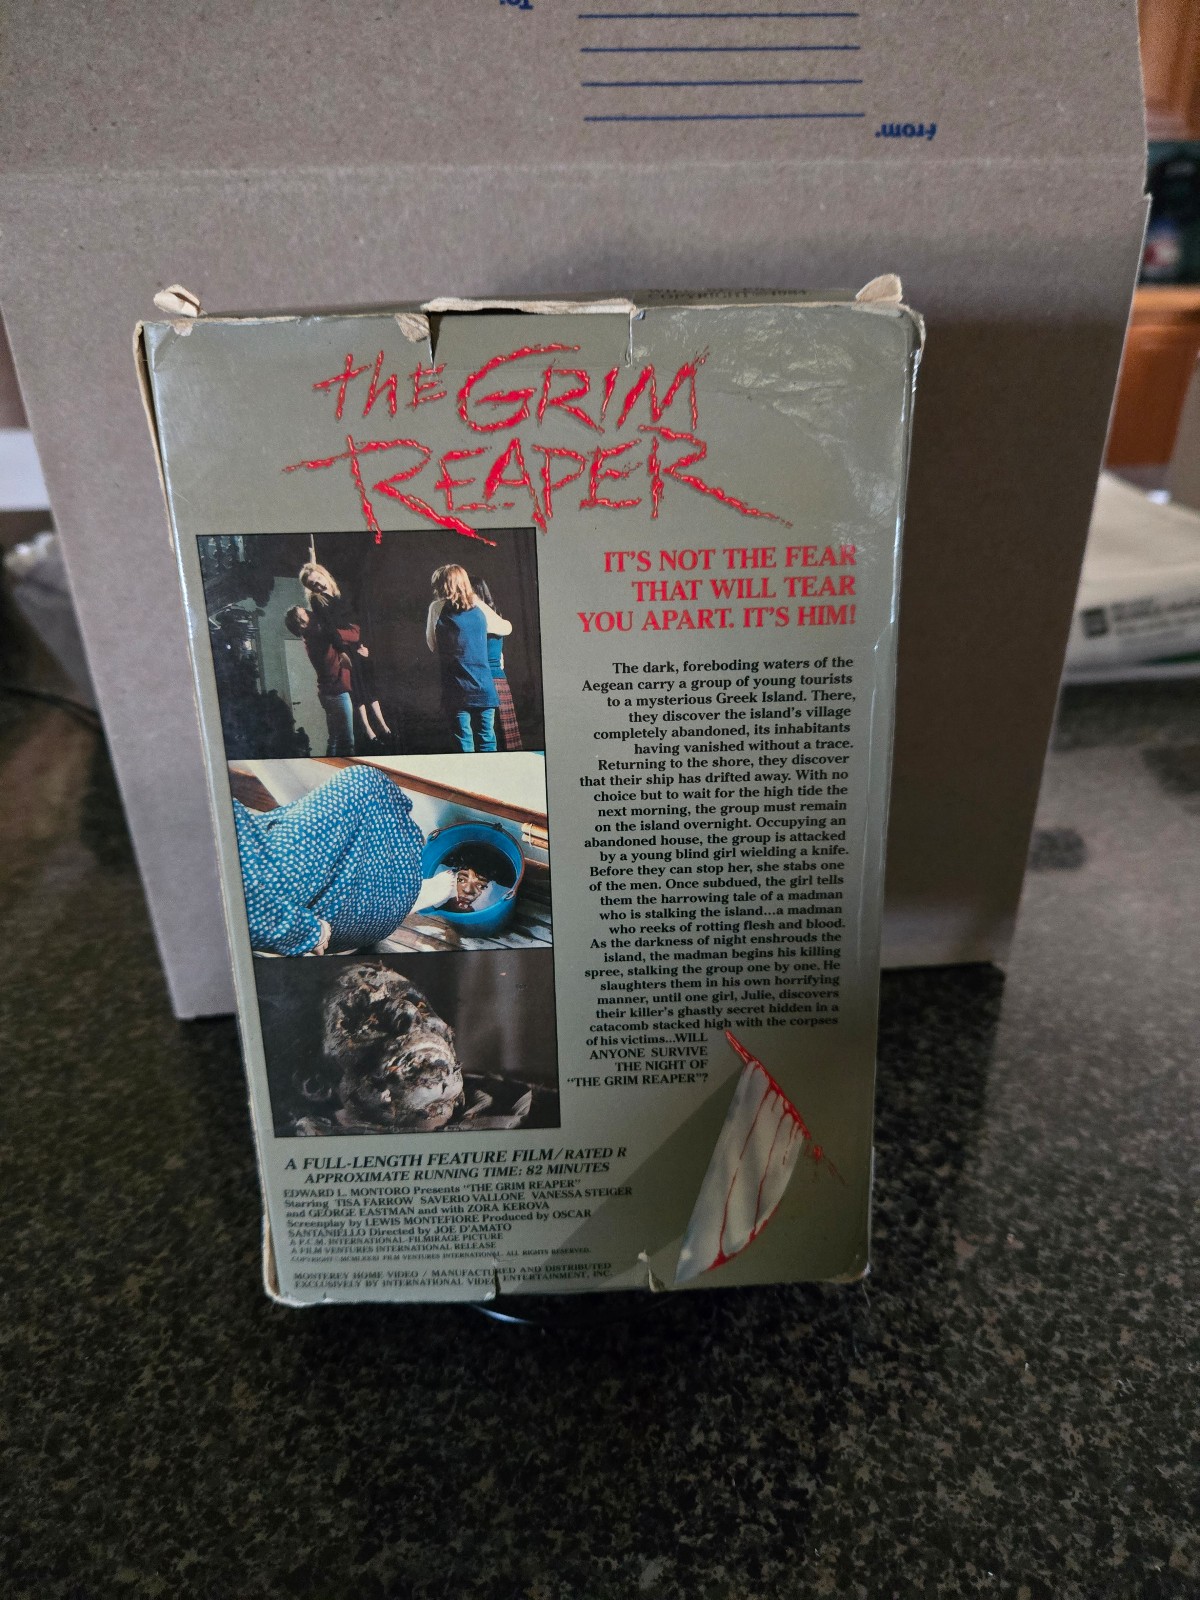 To:
From:
the GRIM
REAPER
IT'S NOT THE FEAR
THAT WILL TEAR
YOU APART. IT'S HIM!
The dark, foreboding waters of the
Aegean carry a group of young tourists
to a mysterious Greek Island. There,
they discover the island's village
completely abandoned, its inhabitants
having vanished without a trace.
Returning to the shore, they discover
that their ship has drifted away. With no
choice but to wait for the high tide the
next morning, the group must remain
on the island overnight. Occupying an
abandoned house, the group is attacked
by a young blind girl wielding a knife.
Before they can stop her, she stabs one
of the men. Once subdued, the girl tells
them the harrowing tale of a madman
who is stalking the island...a madman
who reeks of rotting flesh and blood.
As the darkness of night enshrouds the
island, the madman begins his killing
spree, stalking the group one by one. He
slaughters them in his own horrifying
manner, until one girl, Julie, discovers
their killer's ghastly secret hidden in a
catacomb stacked high with the corpses
of his victims...WILL
ANYONE SURVIVE
THE NIGHT OF
"THE GRIM REAPER"?
A FULL-LENGTH FEATURE FILM/RATED R
APPROXIMATE RUNNING TIME: 82 MINUTES
EDWARD L. MONTORO Presents "THE GRIM REAPER"
Starring TISA FARROW SAVERIO VALLONE VANESSA STEIGER
and GEORGE EASTMAN and with ZORA KEROVA
Screenplay by LEWIS MONTEFIORE Produced by OSCAR
SANTANIELLO Directed by JOE D'AMATO
A P.C.M. INTERNATIONAL-FILMIRAGE PICTURE
A FILM VENTURES INTERNATIONAL RELEASE
COPYRIGHT © MCMLXXXI FILM VENTURES INTERNATIONAL. ALL RIGHTS RESERVED.
MONTEREY HOME VIDEO / MANUFACTURED AND DISTRIBUTED
EXCLUSIVELY BY INTERNATIONAL VIDEO ENTERTAINMENT, INC.